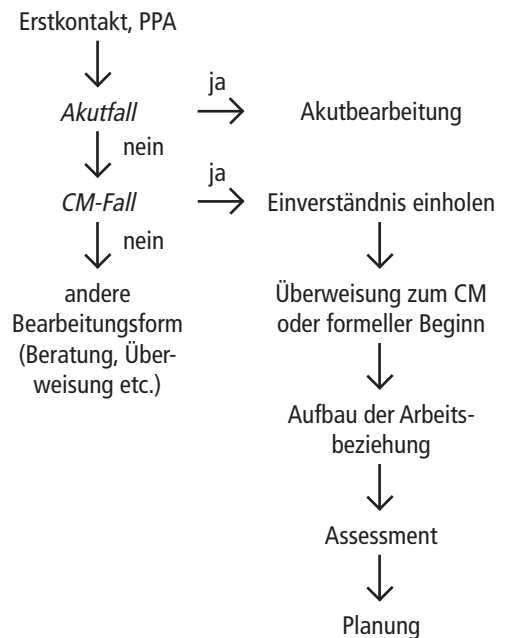 Erstkontakt, PPA
ja
Akutfall
Akutbearbeitung
nein
ja
CM-Fall
Einverständnis einholen
nein
andere
Bearbeitungsform
(Beratung, Über-
weisung etc.)
Überweisung zum CM
oder formeller Beginn
Aufbau der Arbeits-
beziehung
Assessment
Planung